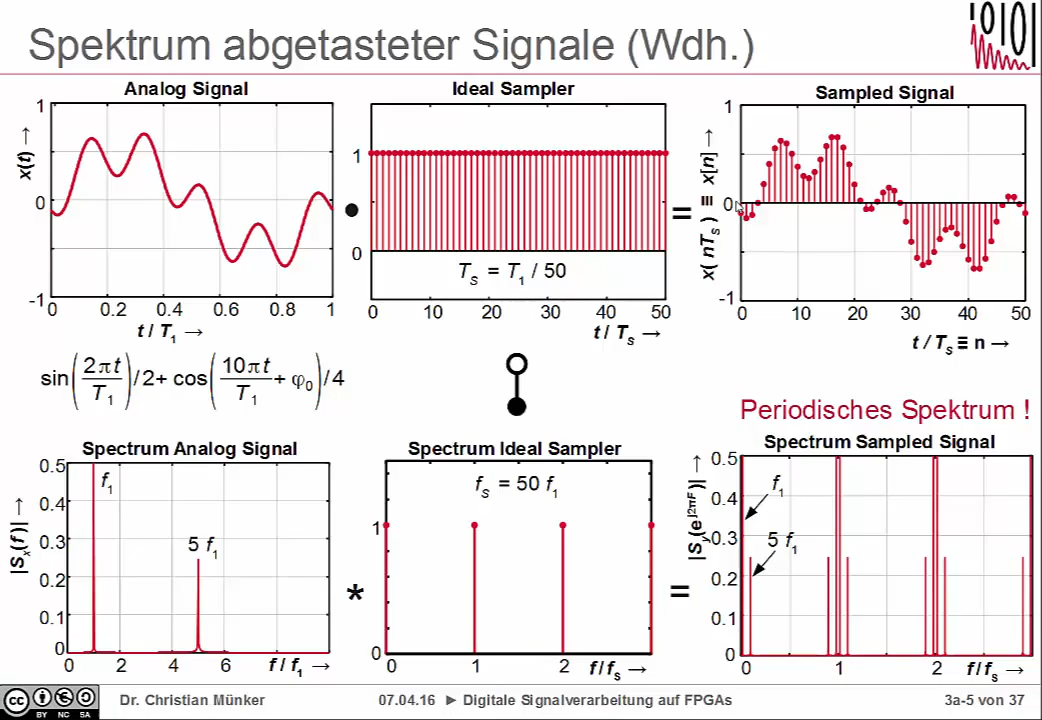 Spektrum abgetasteter Signale (Wdh.)
Analog Signal
Ideal Sampler
Sampled Signal
x(t) →
1
0
-1
0 0.2 0.4 0.6 0.8 1
t / T1 →
•
1
0
TS = T1 / 50
0 10 20 30 40 50
t / TS →
=
x( nTS ) ≡ x[n] →
1
0
-1
0 10 20 30 40 50
t / TS ≡ n →
sin(2πt/T1)/2+ cos(10πt/T1+ φ0)/4
Periodisches Spektrum !
Spectrum Analog Signal
Spectrum Ideal Sampler
Spectrum Sampled Signal
|Sx(f)| →
0.5
0.4
0.3
0.2
0.1
0
f1
5 f1
0 2 4 6
f / f1 →
*
fS = 50 f1
1
0
0 1 2
f/fS →
=
|Sy(ej2πF)| →
0.5
0.4
0.3
0.2
0.1
0
f1
5 f1
0 1 2
f/fS →
cc BY NC SA
Dr. Christian Münker
07.04.16 ► Digitale Signalverarbeitung auf FPGAs
3a-5 von 37